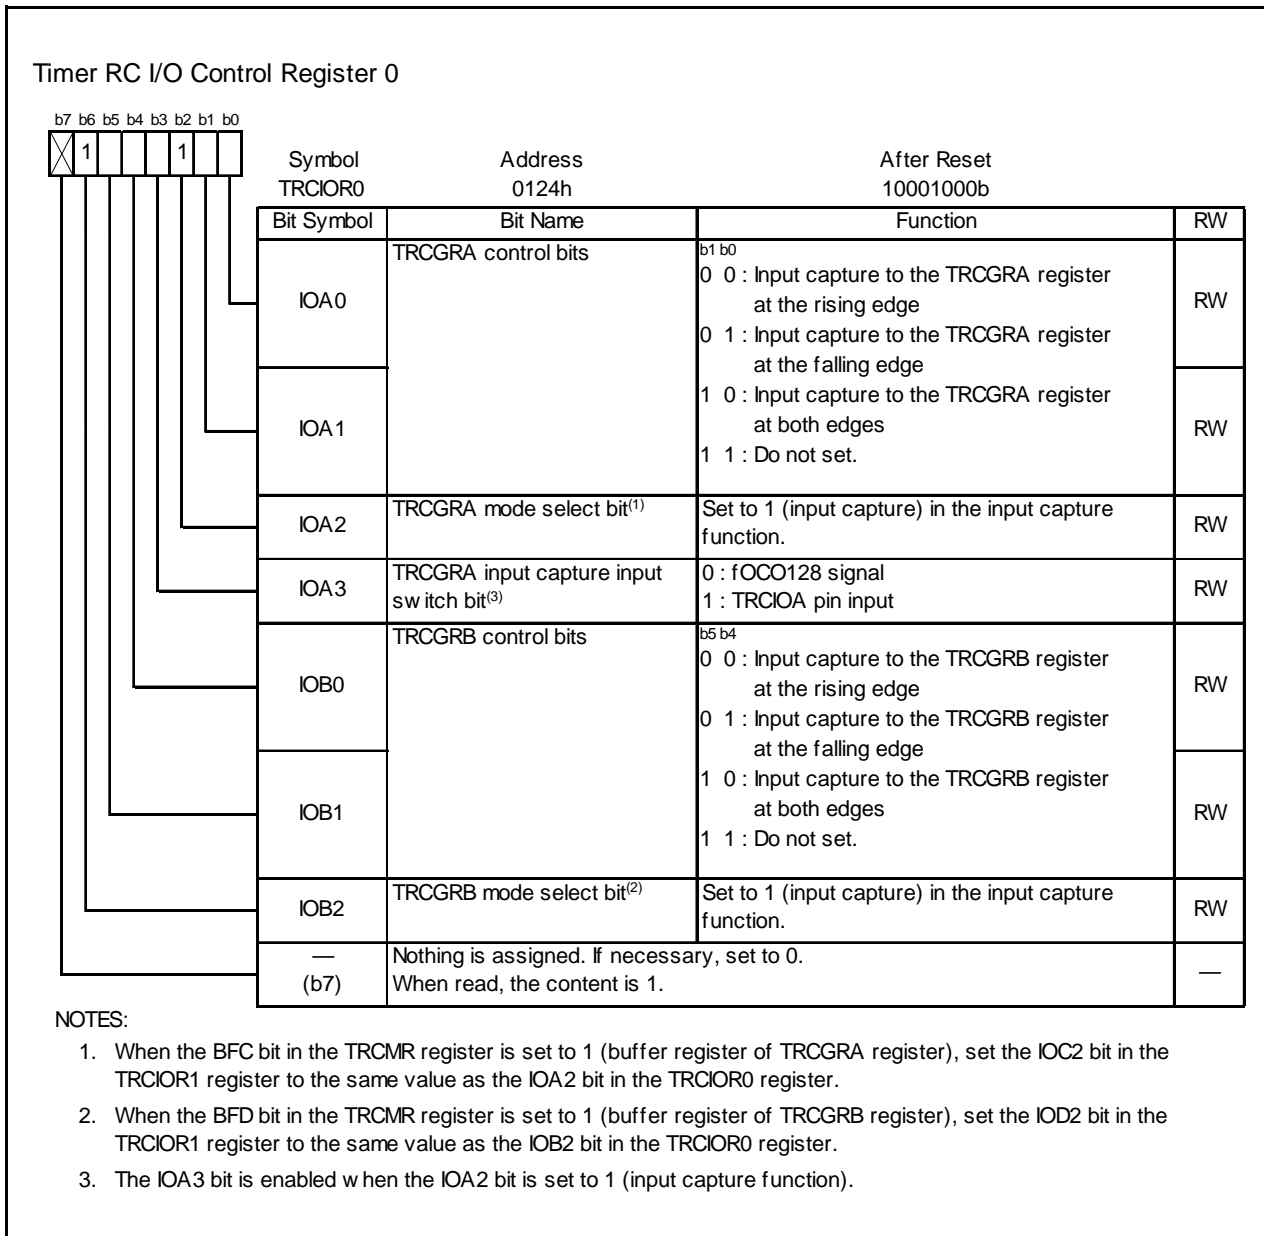 Timer RC I/O Control Register 0
b7 b6 b5 b4 b3 b2 b1 b0
1 1
Symbol Address After Reset
TRCIOR0 0124h 10001000b
Bit Symbol Bit Name Function RW
IOA0 TRCGRA control bits b1 b0
0 0 : Input capture to the TRCGRA register
at the rising edge RW
0 1 : Input capture to the TRCGRA register
at the falling edge
IOA1 1 0 : Input capture to the TRCGRA register
at both edges RW
1 1 : Do not set.
IOA2 TRCGRA mode select bit(1) Set to 1 (input capture) in the input capture RW
function.
IOA3 TRCGRA input capture input 0 : fOCO128 signal RW
switch bit(3) 1 : TRCIOA pin input
IOB0 TRCGRB control bits b5 b4
0 0 : Input capture to the TRCGRB register
at the rising edge RW
0 1 : Input capture to the TRCGRB register
at the falling edge
IOB1 1 0 : Input capture to the TRCGRB register
at both edges RW
1 1 : Do not set.
IOB2 TRCGRB mode select bit(2) Set to 1 (input capture) in the input capture RW
function.
— Nothing is assigned. If necessary, set to 0. —
(b7) When read, the content is 1.
NOTES:
1. When the BFC bit in the TRCMR register is set to 1 (buffer register of TRCGRA register), set the IOC2 bit in the
TRCIOR1 register to the same value as the IOA2 bit in the TRCIOR0 register.
2. When the BFD bit in the TRCMR register is set to 1 (buffer register of TRCGRB register), set the IOD2 bit in the
TRCIOR1 register to the same value as the IOB2 bit in the TRCIOR0 register.
3. The IOA3 bit is enabled when the IOA2 bit is set to 1 (input capture function).